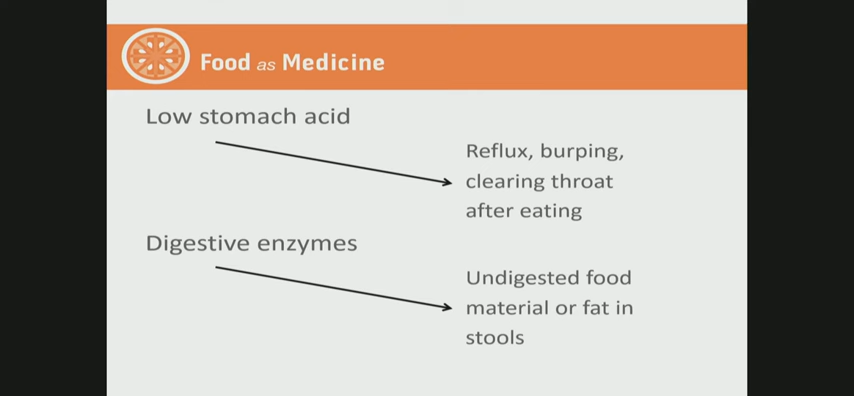 Food as Medicine
Low stomach acid
Reflux, burping,
clearing throat
after eating
Digestive enzymes
Undigested food
material or fat in
stools